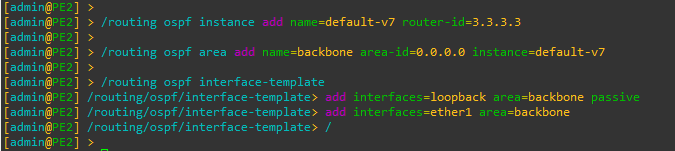 [admin@PE2] >
[admin@PE2] > /routing ospf instance add name=default-v7 router-id=3.3.3.3
[admin@PE2] >
[admin@PE2] > /routing ospf area add name=backbone area-id=0.0.0.0 instance=default-v7
[admin@PE2] >
[admin@PE2] > /routing ospf interface-template
[admin@PE2] /routing/ospf/interface-template> add interfaces=loopback area=backbone passive
[admin@PE2] /routing/ospf/interface-template> add interfaces=ether1 area=backbone
[admin@PE2] /routing/ospf/interface-template> /
[admin@PE2] >